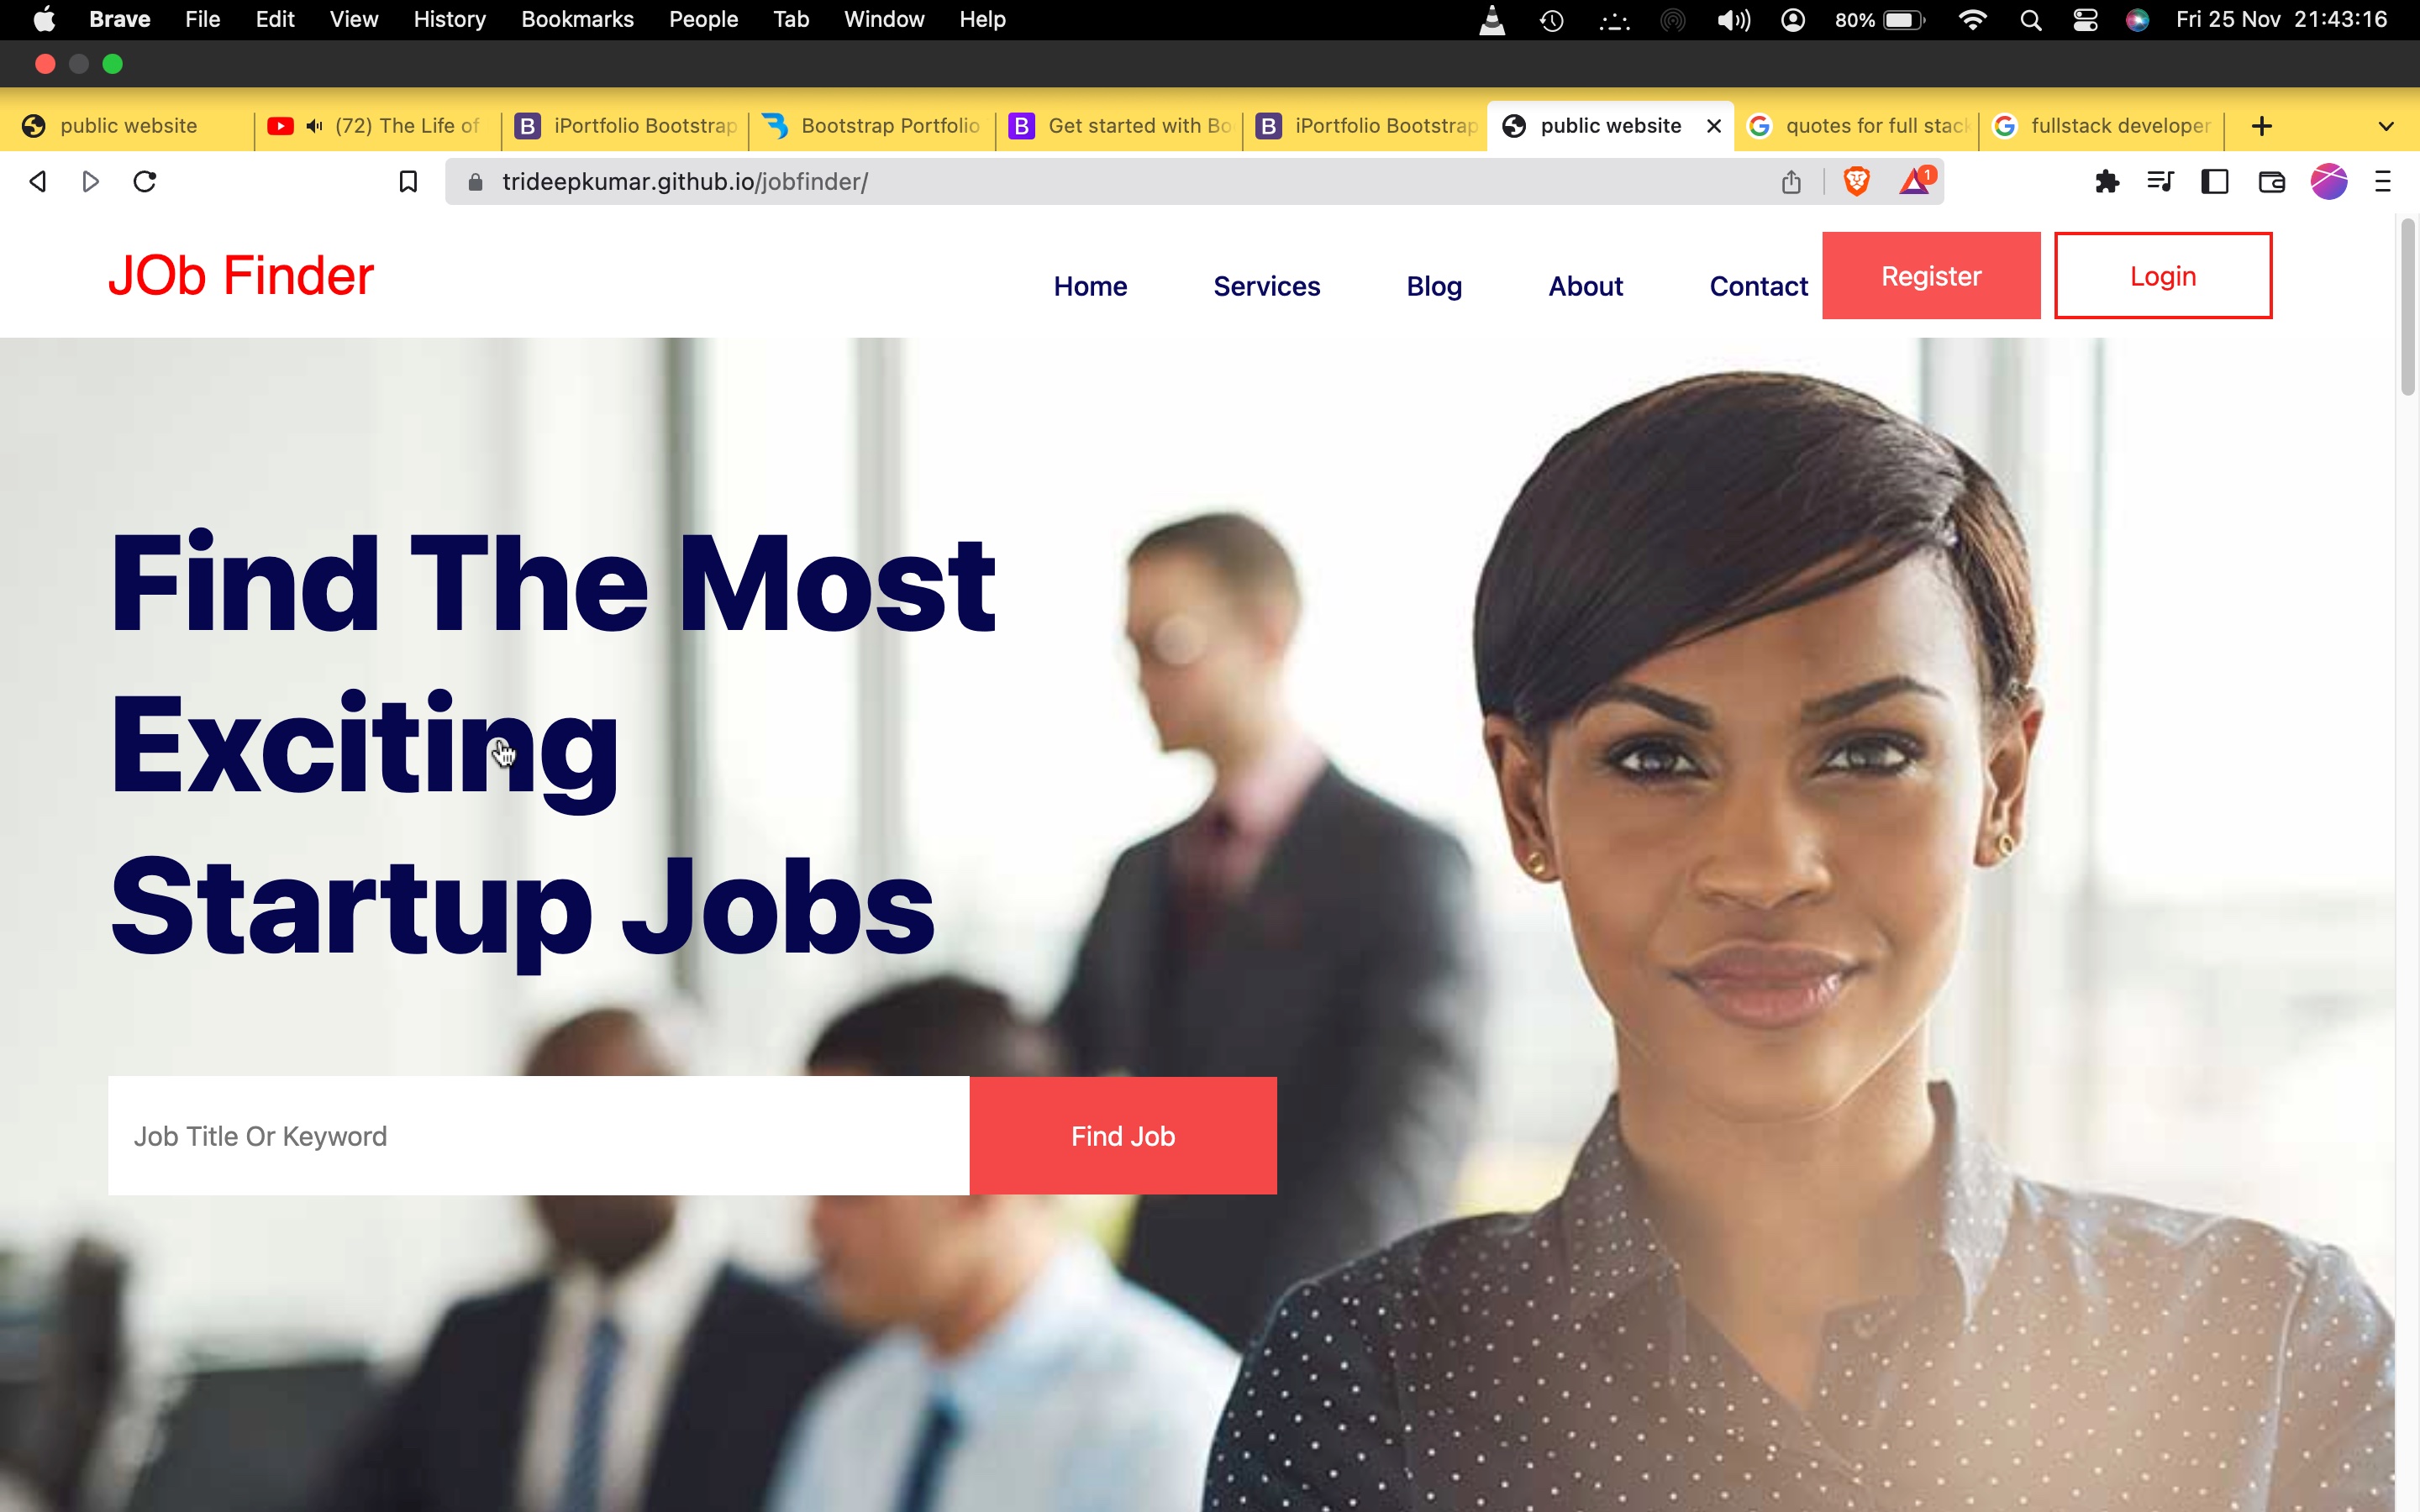 Brave File Edit View History Bookmarks People Tab Window Help 80% Fri 25 Nov 21:43:16
public website (72) The Life of iPortfolio Bootstrap Bootstrap Portfolio Get started with Bo iPortfolio Bootstrap public website quotes for full stack fullstack developer
trideepkumar.github.io/jobfinder/ 1
JOb Finder Home Services Blog About Contact Register Login
Find The Most
Exciting
Startup Jobs
Job Title Or Keyword Find Job